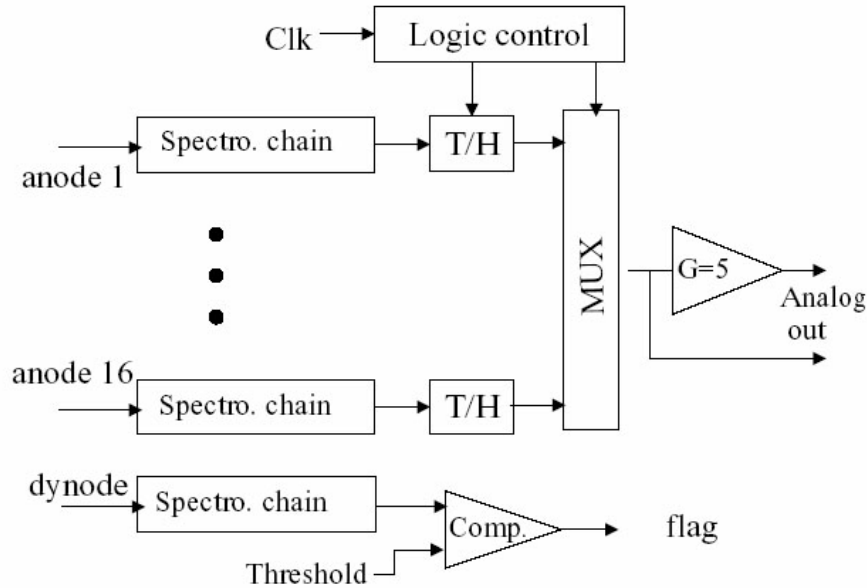 Clk
Logic control
Spectro. chain
T/H
anode 1
MUX
G=5
Analog
out
anode 16
Spectro. chain
T/H
dynode
Spectro. chain
Comp.
flag
Threshold